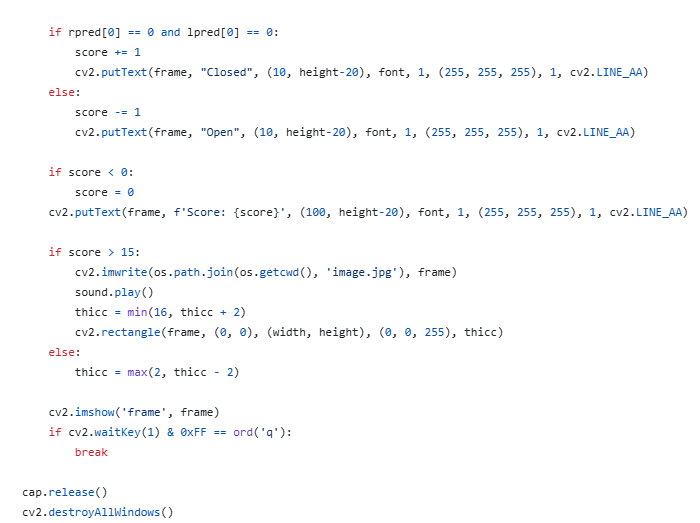 if rpred[0] == 0 and lpred[0] == 0:
score += 1
cv2.putText(frame, "Closed", (10, height-20), font, 1, (255, 255, 255), 1, cv2.LINE_AA)
else:
score -= 1
cv2.putText(frame, "Open", (10, height-20), font, 1, (255, 255, 255), 1, cv2.LINE_AA)
if score < 0:
score = 0
cv2.putText(frame, f'Score: {score}', (100, height-20), font, 1, (255, 255, 255), 1, cv2.LINE_AA)
if score > 15:
cv2.imwrite(os.path.join(os.getcwd(), 'image.jpg'), frame)
sound.play()
thicc = min(16, thicc + 2)
cv2.rectangle(frame, (0, 0), (width, height), (0, 0, 255), thicc)
else:
thicc = max(2, thicc - 2)
cv2.imshow('frame', frame)
if cv2.waitKey(1) & 0xFF == ord('q'):
break
cap.release()
cv2.destroyAllWindows()